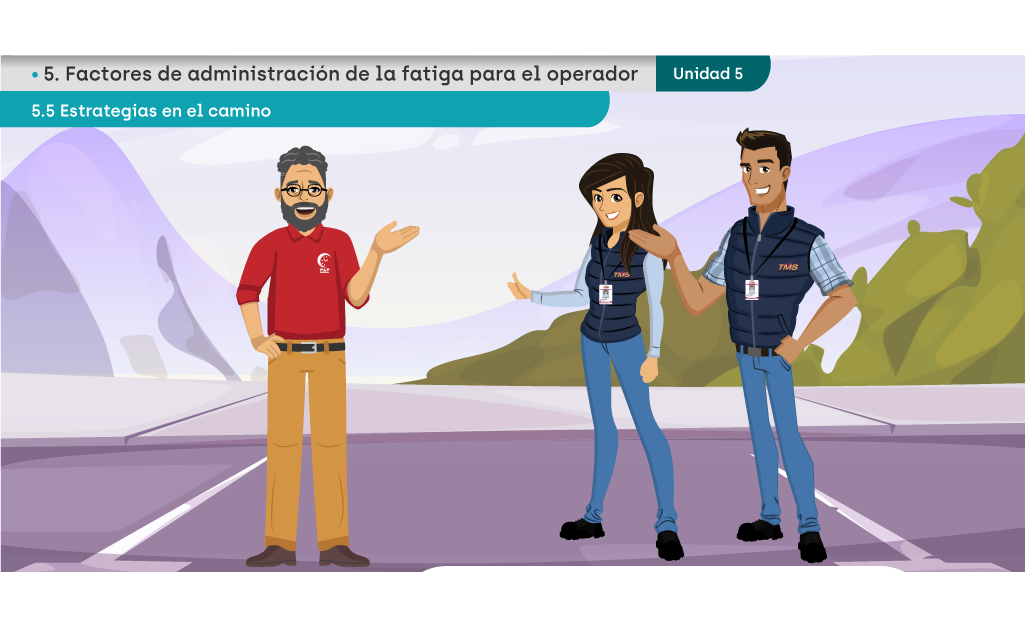 • 5. Factores de administración de la fatiga para el operador
Unidad 5
5.5 Estrategias en el camino
TMS
TMS